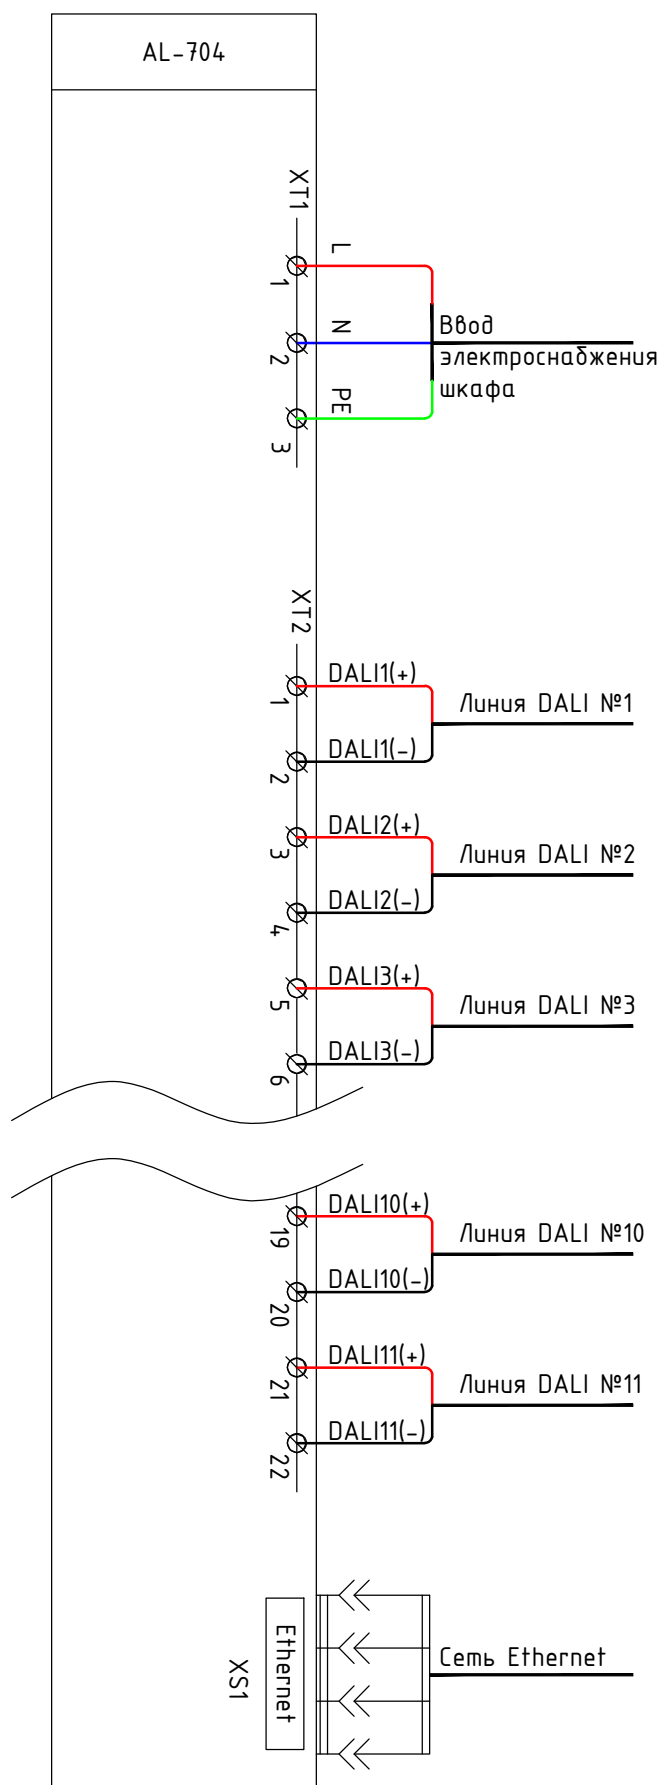 AL-704
XT1
L
1
Ввод
N
2
электроснабжения
шкафа
PE
3
XT2
DALI1(+)
1
Линия DALI №1
DALI1(-)
2
DALI2(+)
3
Линия DALI №2
DALI2(-)
4
DALI3(+)
5
Линия DALI №3
DALI3(-)
6
DALI10(+)
19
Линия DALI №10
DALI10(-)
20
DALI11(+)
21
Линия DALI №11
DALI11(-)
22
Ethernet
XS1
Сеть Ethernet